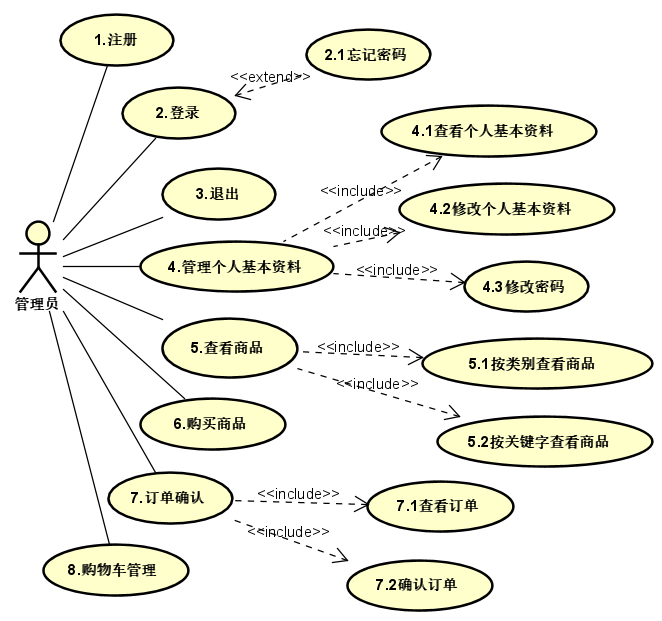 1.注册
2.1忘记密码
<<extend>>
2.登录
4.1查看个人基本资料
3.退出
<<include>>
4.2修改个人基本资料
<<include>>
4.管理个人基本资料
<<include>>
4.3修改密码
管理员
5.查看商品
<<include>>
5.1按类别查看商品
<<include>>
6.购买商品
5.2按关键字查看商品
7.订单确认
<<include>>
7.1查看订单
<<include>>
8.购物车管理
7.2确认订单